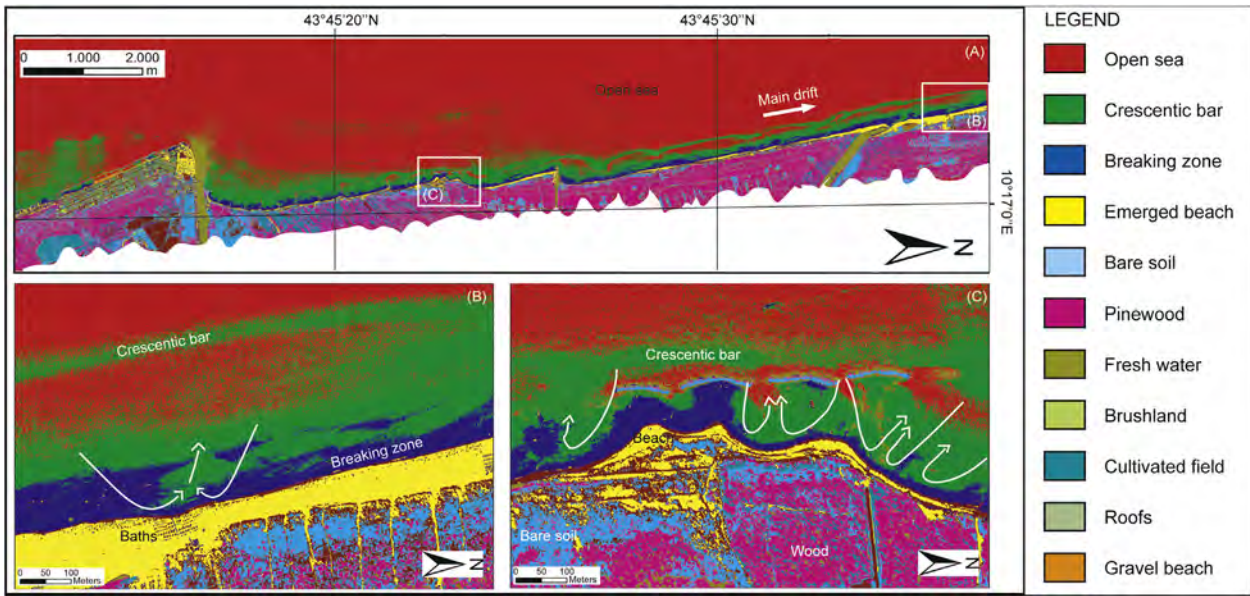 43°45'20''N
43°45'30''N
0 1.000 2.000
m
(A)
Open sea
Main drift
(B)
(C)
10°17'0''E
N
(B)
Crescentic bar
Breaking zone
Baths
0 50 100
Meters
N
(C)
Crescentic bar
Beach
Bare soil
Wood
0 50 100
Meters
N
LEGEND
Open sea
Crescentic bar
Breaking zone
Emerged beach
Bare soil
Pinewood
Fresh water
Brushland
Cultivated field
Roofs
Gravel beach